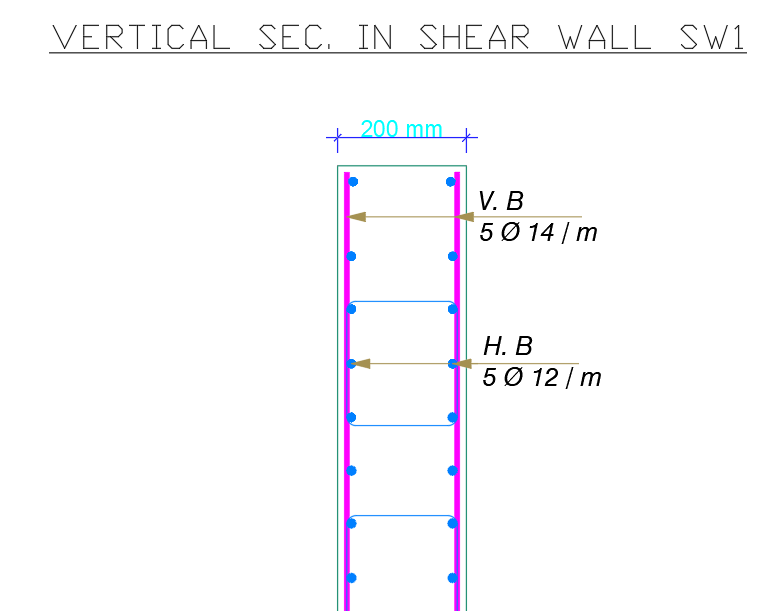 VERTICAL SEC. IN SHEAR WALL SW1
200 mm
V. B
5 Ø 14 / m
H. B
5 Ø 12 / m